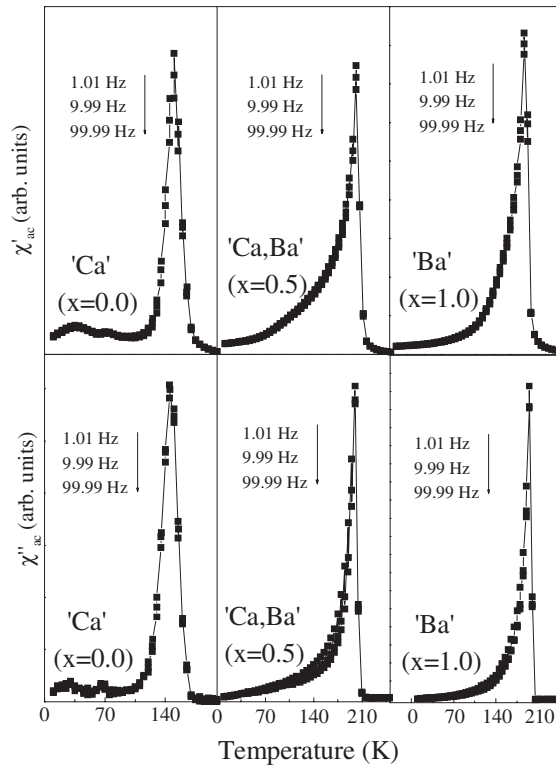 1.01 Hz
9.99 Hz
99.99 Hz
'Ca'
(x=0.0)
1.01 Hz
9.99 Hz
99.99 Hz
'Ca,Ba'
(x=0.5)
1.01 Hz
9.99 Hz
99.99 Hz
'Ba'
(x=1.0)
χ'ac (arb. units)
1.01 Hz
9.99 Hz
99.99 Hz
'Ca'
(x=0.0)
1.01 Hz
9.99 Hz
99.99 Hz
'Ca,Ba'
(x=0.5)
1.01 Hz
9.99 Hz
99.99 Hz
'Ba'
(x=1.0)
χ''ac (arb. units)
0 70 140 70 140 210 0 70 140 210
Temperature (K)